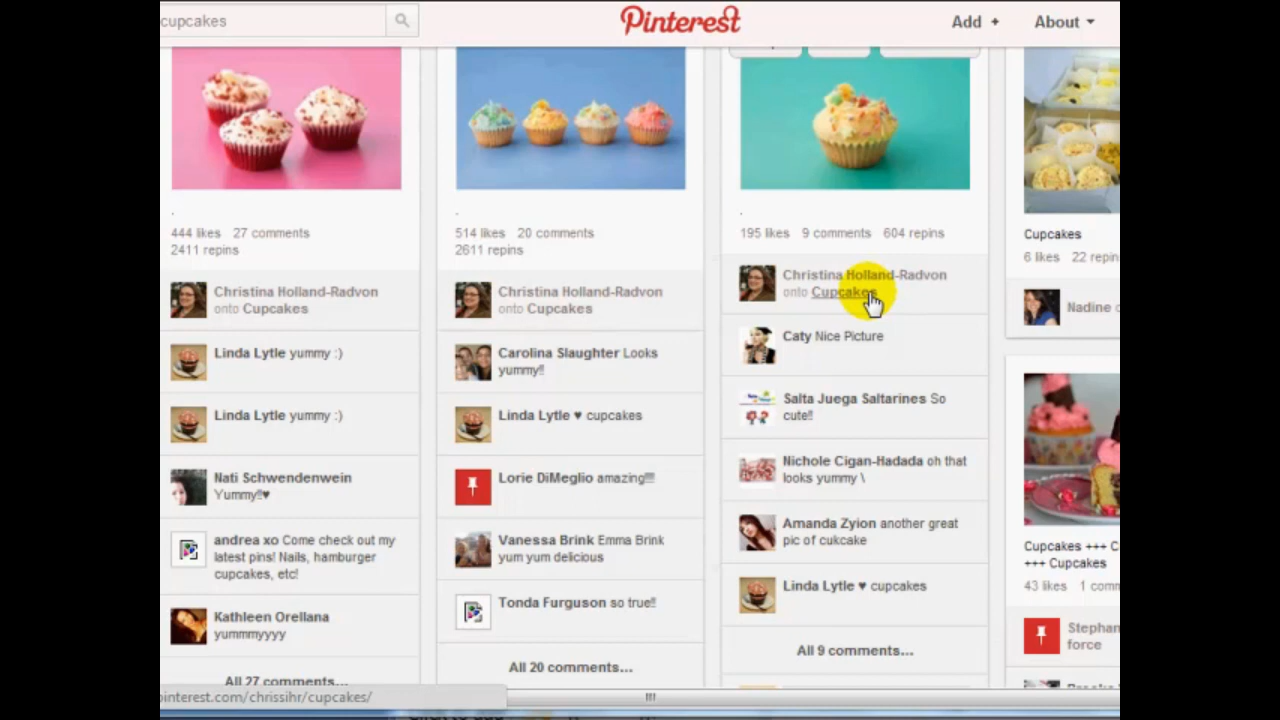 cupcakes
Pinterest
Add +
About
.
444 likes 27 comments
2411 repins
Christina Holland-Radvon
onto Cupcakes
Linda Lytle yummy :)
Linda Lytle yummy :)
Nati Schwendenwein
Yummy!!♥
andrea xo Come check out my
latest pins! Nails, hamburger
cupcakes, etc!
Kathleen Orellana
yummmyyyy
All 27 comments...
pinterest.com/chrissihr/cupcakes/
.
514 likes 20 comments
2611 repins
Christina Holland-Radvon
onto Cupcakes
Carolina Slaughter Looks
yummy!!
Linda Lytle ♥ cupcakes
Lorie DiMeglio amazing!!!!
Vanessa Brink Emma Brink
yum yum delicious
Tonda Furguson so true!!
All 20 comments...
.
195 likes 9 comments 604 repins
Christina Holland-Radvon
onto Cupcakes
Caty Nice Picture
Salta Juega Saltarines So
cute!!
Nichole Cigan-Hadada oh that
looks yummy \
Amanda Zyion another great
pic of cukcake
Linda Lytle ♥ cupcakes
All 9 comments...
Cupcakes
6 likes 22 repin
Nadine
Cupcakes +++ C
+++ Cupcakes
43 likes 1 comm
Stephan
force